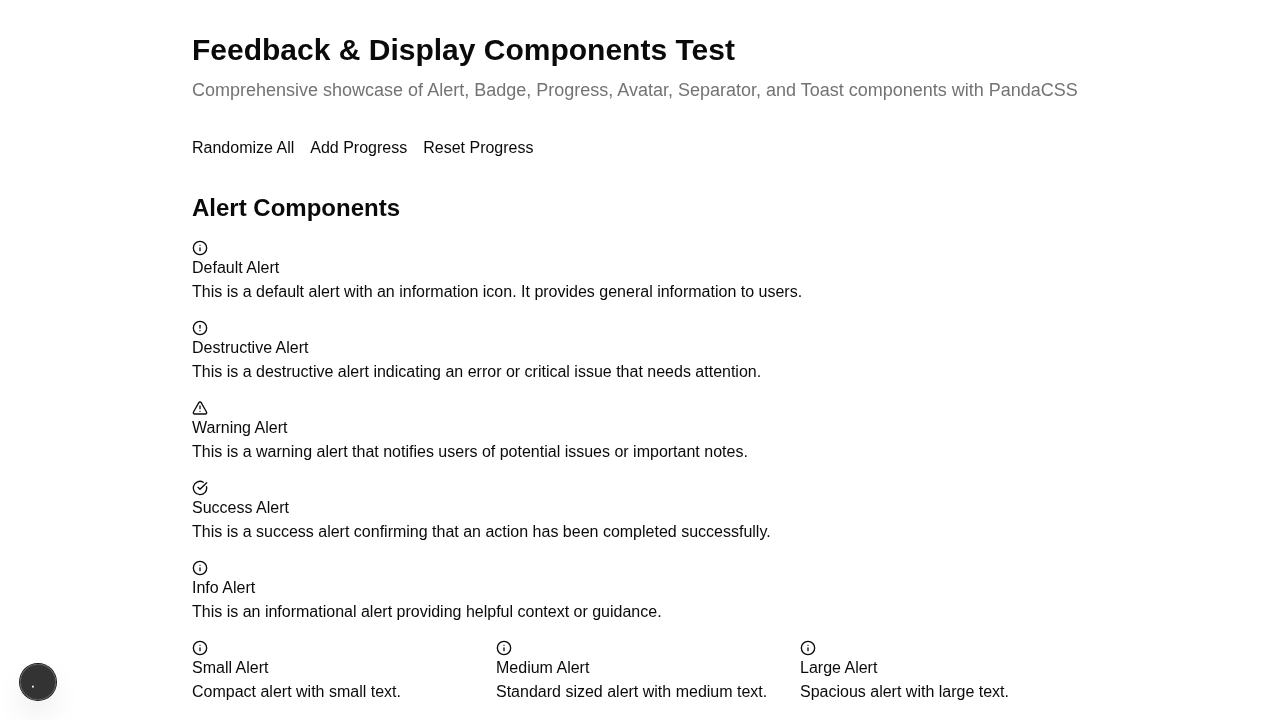 Feedback & Display Components Test
Comprehensive showcase of Alert, Badge, Progress, Avatar, Separator, and Toast components with PandaCSS
Randomize All Add Progress Reset Progress
Alert Components
Default Alert
This is a default alert with an information icon. It provides general information to users.
Destructive Alert
This is a destructive alert indicating an error or critical issue that needs attention.
Warning Alert
This is a warning alert that notifies users of potential issues or important notes.
Success Alert
This is a success alert confirming that an action has been completed successfully.
Info Alert
This is an informational alert providing helpful context or guidance.
Small Alert
Compact alert with small text.
Medium Alert
Standard sized alert with medium text.
Large Alert
Spacious alert with large text.